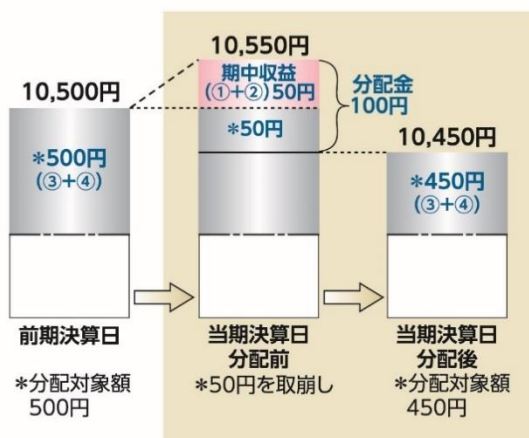 10,500円
*500円
(③+④)
前期決算日
*分配対象額
500円
10,550円
期中収益
(①+②)50円
*50円
分配金
100円
当期決算日
分配前
*50円を取崩し
10,450円
*450円
(③+④)
当期決算日
分配後
*分配対象額
450円